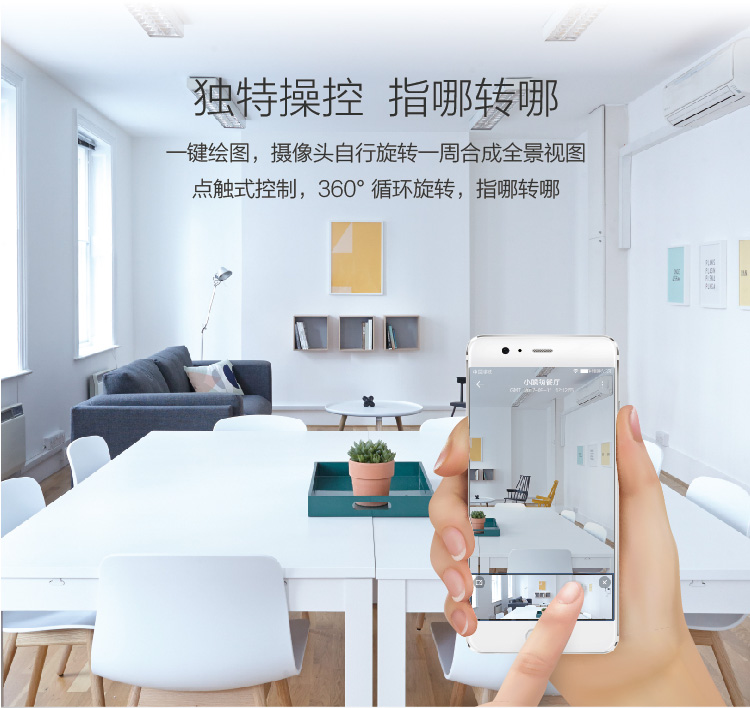 独特操控 指哪转哪
一键绘图，摄像头自行旋转一周合成全景视图
点触式控制，360° 循环旋转，指哪转哪